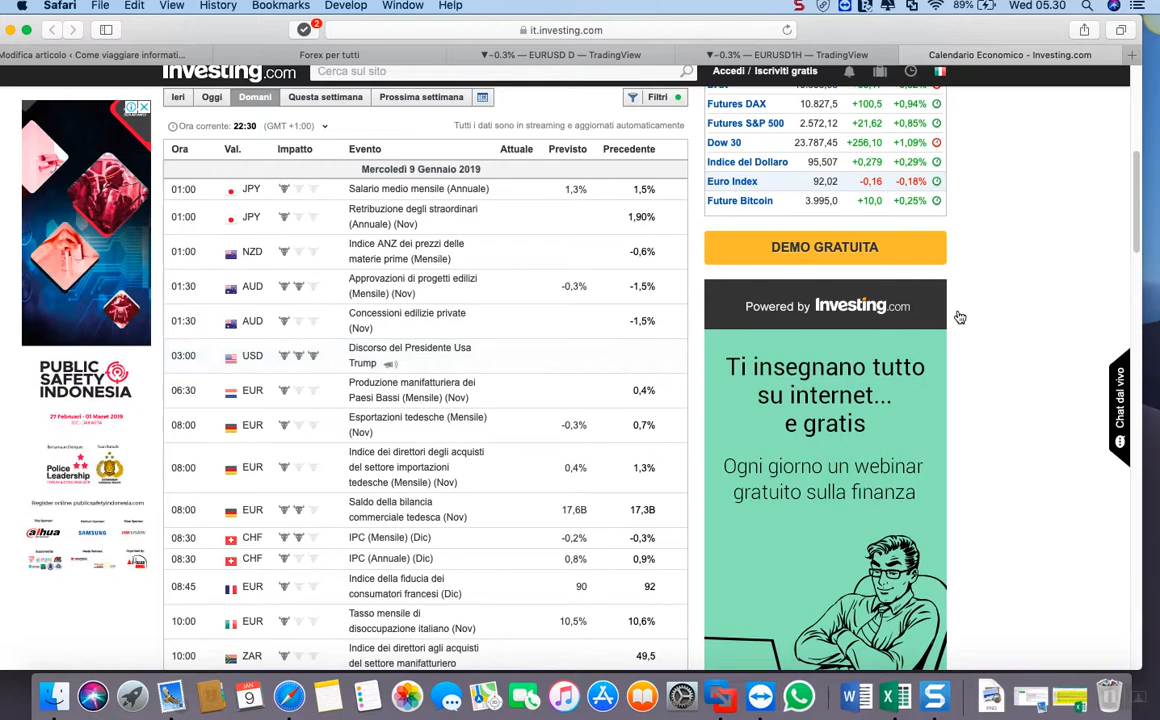 Safari File Edit View History Bookmarks Develop Window Help 89% Wed 05.30
2 it.investing.com
Modifica articolo ‹ Come viaggiare informati... Forex per tutti ▼−0.3% — EURUSD D — TradingView ▼−0.3% — EURUSD1H — TradingView Calendario Economico - Investing.com
Investing.com Cerca sul sito Accedi / Iscriviti gratis
Ieri Oggi Domani Questa settimana Prossima settimana Filtri
Ora corrente: 22:30 (GMT +1:00) Tutti i dati sono in streaming e aggiornati automaticamente
Ora Val. Impatto Evento Attuale Previsto Precedente
Mercoledì 9 Gennaio 2019
01:00 JPY Salario medio mensile (Annuale) 1,3% 1,5%
01:00 JPY Retribuzione degli straordinari
(Annuale) (Nov) 1,90%
01:00 NZD Indice ANZ dei prezzi delle
materie prime (Mensile) -0,6%
01:30 AUD Approvazioni di progetti edilizi
(Mensile) (Nov) -0,3% -1,5%
01:30 AUD Concessioni edilizie private
(Nov) -1,5%
03:00 USD Discorso del Presidente Usa
Trump
06:30 EUR Produzione manifatturiera dei
Paesi Bassi (Mensile) (Nov) 0,4%
08:00 EUR Esportazioni tedesche (Mensile)
(Nov) -0,3% 0,7%
08:00 EUR Indice dei direttori degli acquisti
del settore importazioni
tedesche (Mensile) (Nov) 0,4% 1,3%
08:00 EUR Saldo della bilancia
commerciale tedesca (Nov) 17,6B 17,3B
08:30 CHF IPC (Mensile) (Dic) -0,2% -0,3%
08:30 CHF IPC (Annuale) (Dic) 0,8% 0,9%
08:45 EUR Indice della fiducia dei
consumatori francesi (Dic) 90 92
10:00 EUR Tasso mensile di
disoccupazione italiano (Nov) 10,5% 10,6%
10:00 ZAR Indice dei direttori agli acquisti
del settore manifatturiero 49,5
Futures DAX 10.827,5 +100,5 +0,94%
Futures S&P 500 2.572,12 +21,62 +0,85%
Dow 30 23.787,45 +256,10 +1,09%
Indice del Dollaro 95,507 +0,279 +0,29%
Euro Index 92,02 -0,16 -0,18%
Future Bitcoin 3.995,0 +10,0 +0,25%
DEMO GRATUITA
Powered by Investing.com
Ti insegnano tutto
su internet...
e gratis
Ogni giorno un webinar
gratuito sulla finanza
Chat dal vivo
PUBLIC
SAFETY
INDONESIA
27 Februari - 01 Maret 2019
Police
Leadership
Register online publicsafetyindonesia.com
alhua SAMSUNG HIKVISION
JAN
9
PNG